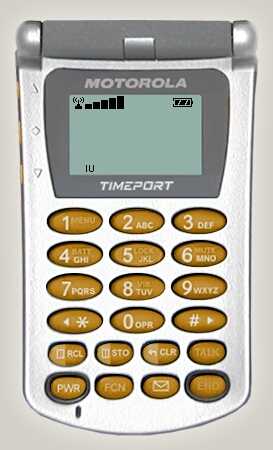 MOTOROLA
IU
TIMEPORT
1 MENU 2 ABC 3 DEF
4 BATT GHI 5 LOCK JKL 6 MUTE MNO
7 PQRS 8 VIB TUV 9 WXYZ
* 0 OPR #
RCL STO CLR TALK
PWR FCN END